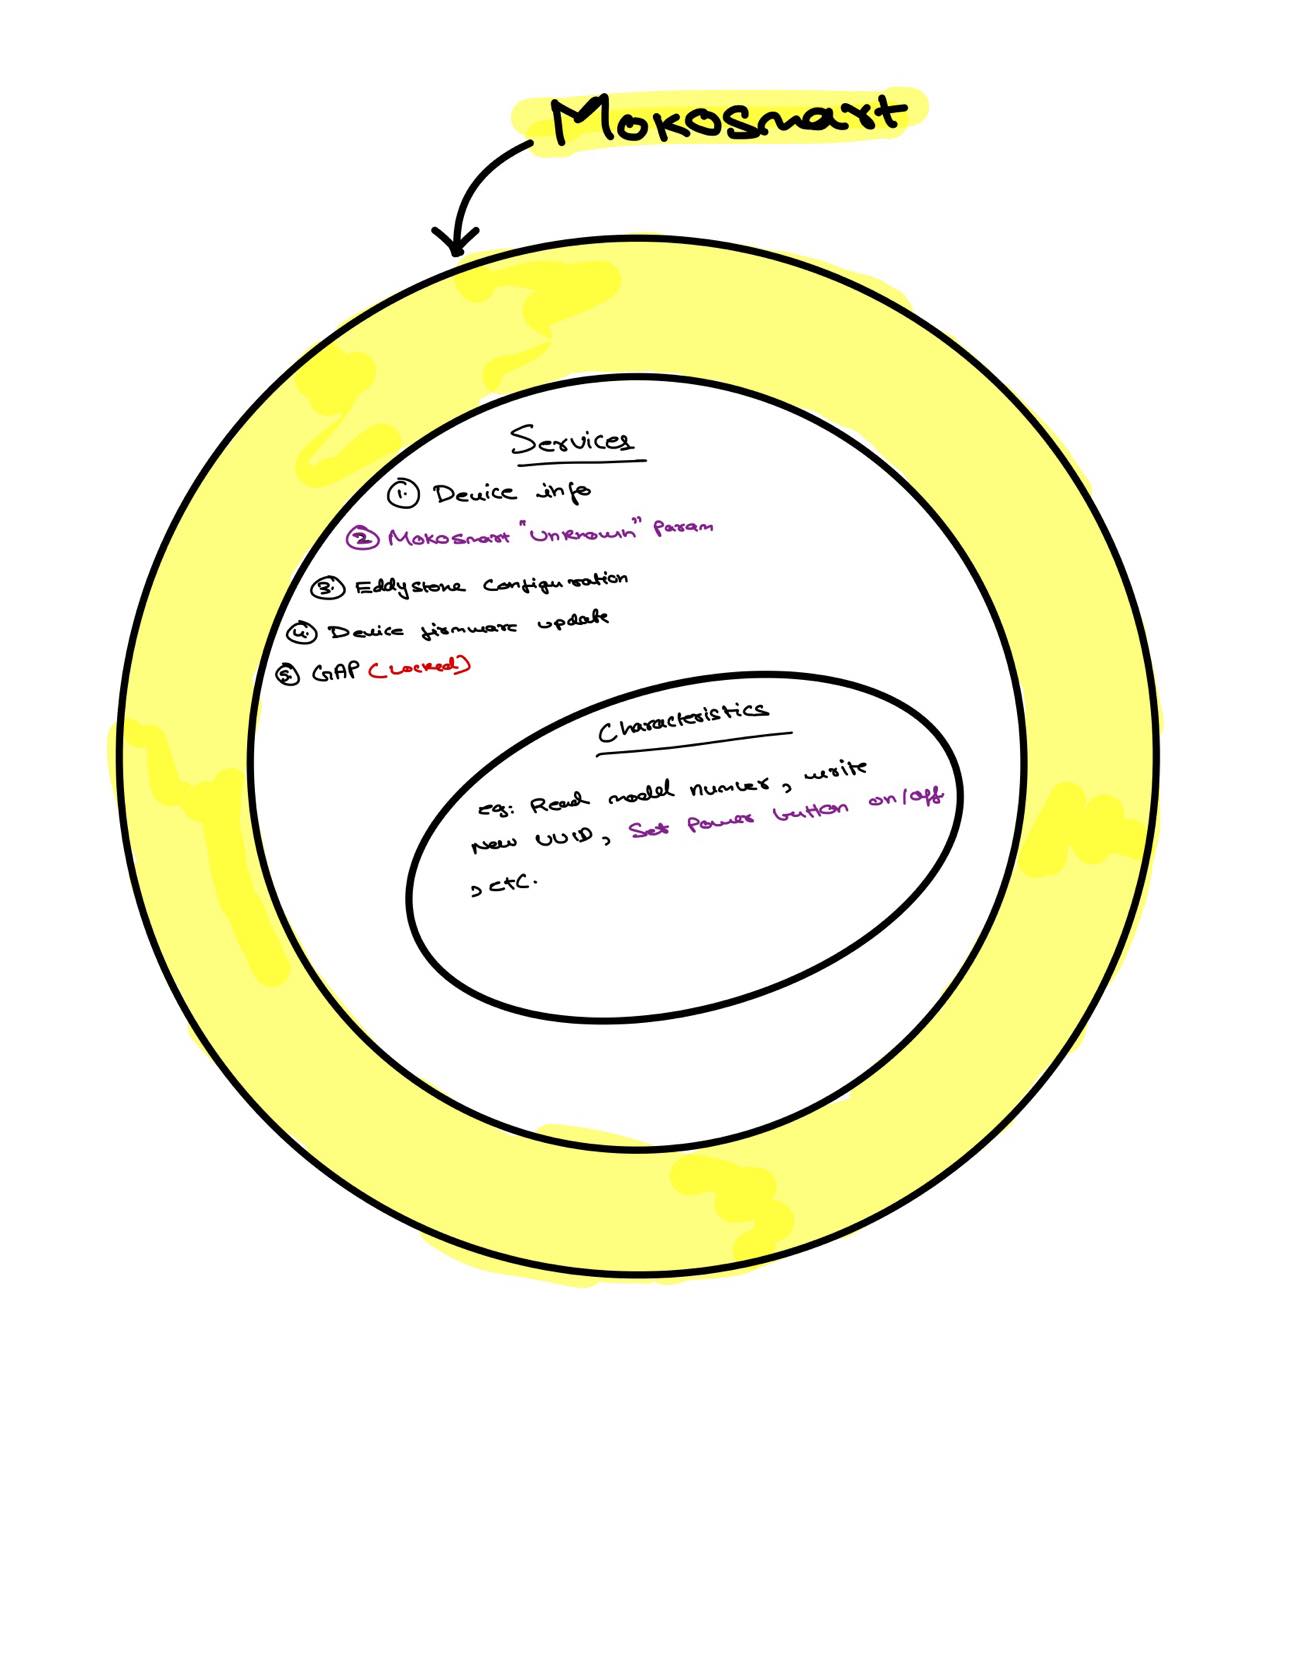 Mokosmart
Services
1. Device info
2 Mokosmart "Unknown" Param
3. Eddystone Configuration
4. Device firmware update
5. GAP (Locked)
Characteristics
eg: Read model number, write
New UUID, Set Power button on/off
, etc.